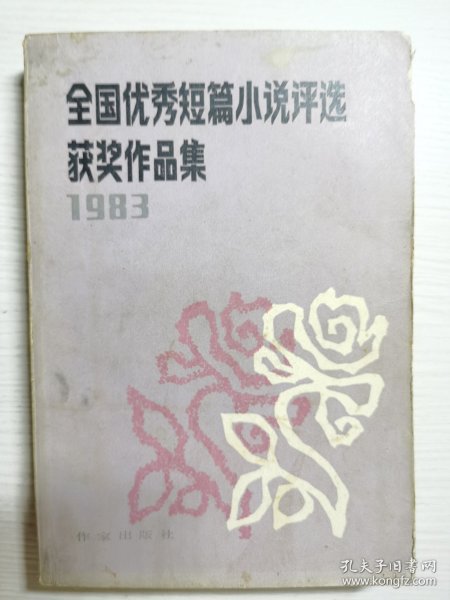 全国优秀短篇小说评选
获奖作品集
1983
作家出版社
孔夫子旧书网
www.kongfz.com